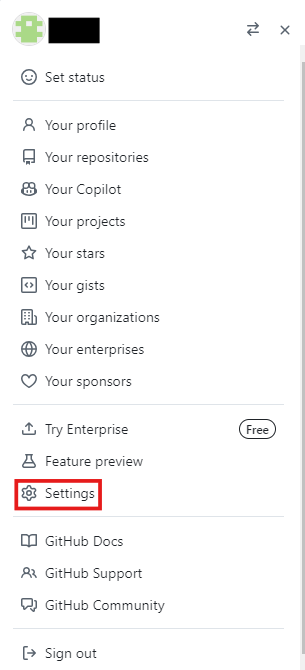 Set status
Your profile
Your repositories
Your Copilot
Your projects
Your stars
Your gists
Your organizations
Your enterprises
Your sponsors
Try Enterprise Free
Feature preview
Settings
GitHub Docs
GitHub Support
GitHub Community
Sign out